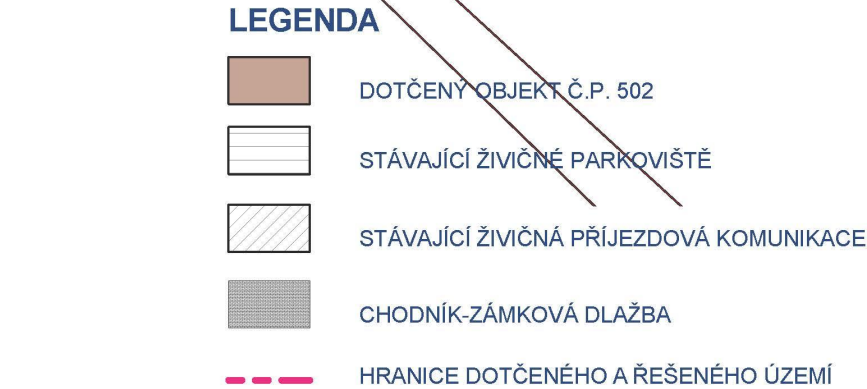 LEGENDA
DOTČENÝ OBJEKT Č.P. 502
STÁVAJÍCÍ ŽIVIČNÉ PARKOVIŠTĚ
STÁVAJÍCÍ ŽIVIČNÁ PŘÍJEZDOVÁ KOMUNIKACE
CHODNÍK-ZÁMKOVÁ DLAŽBA
HRANICE DOTČENÉHO A ŘEŠENÉHO ÚZEMÍ